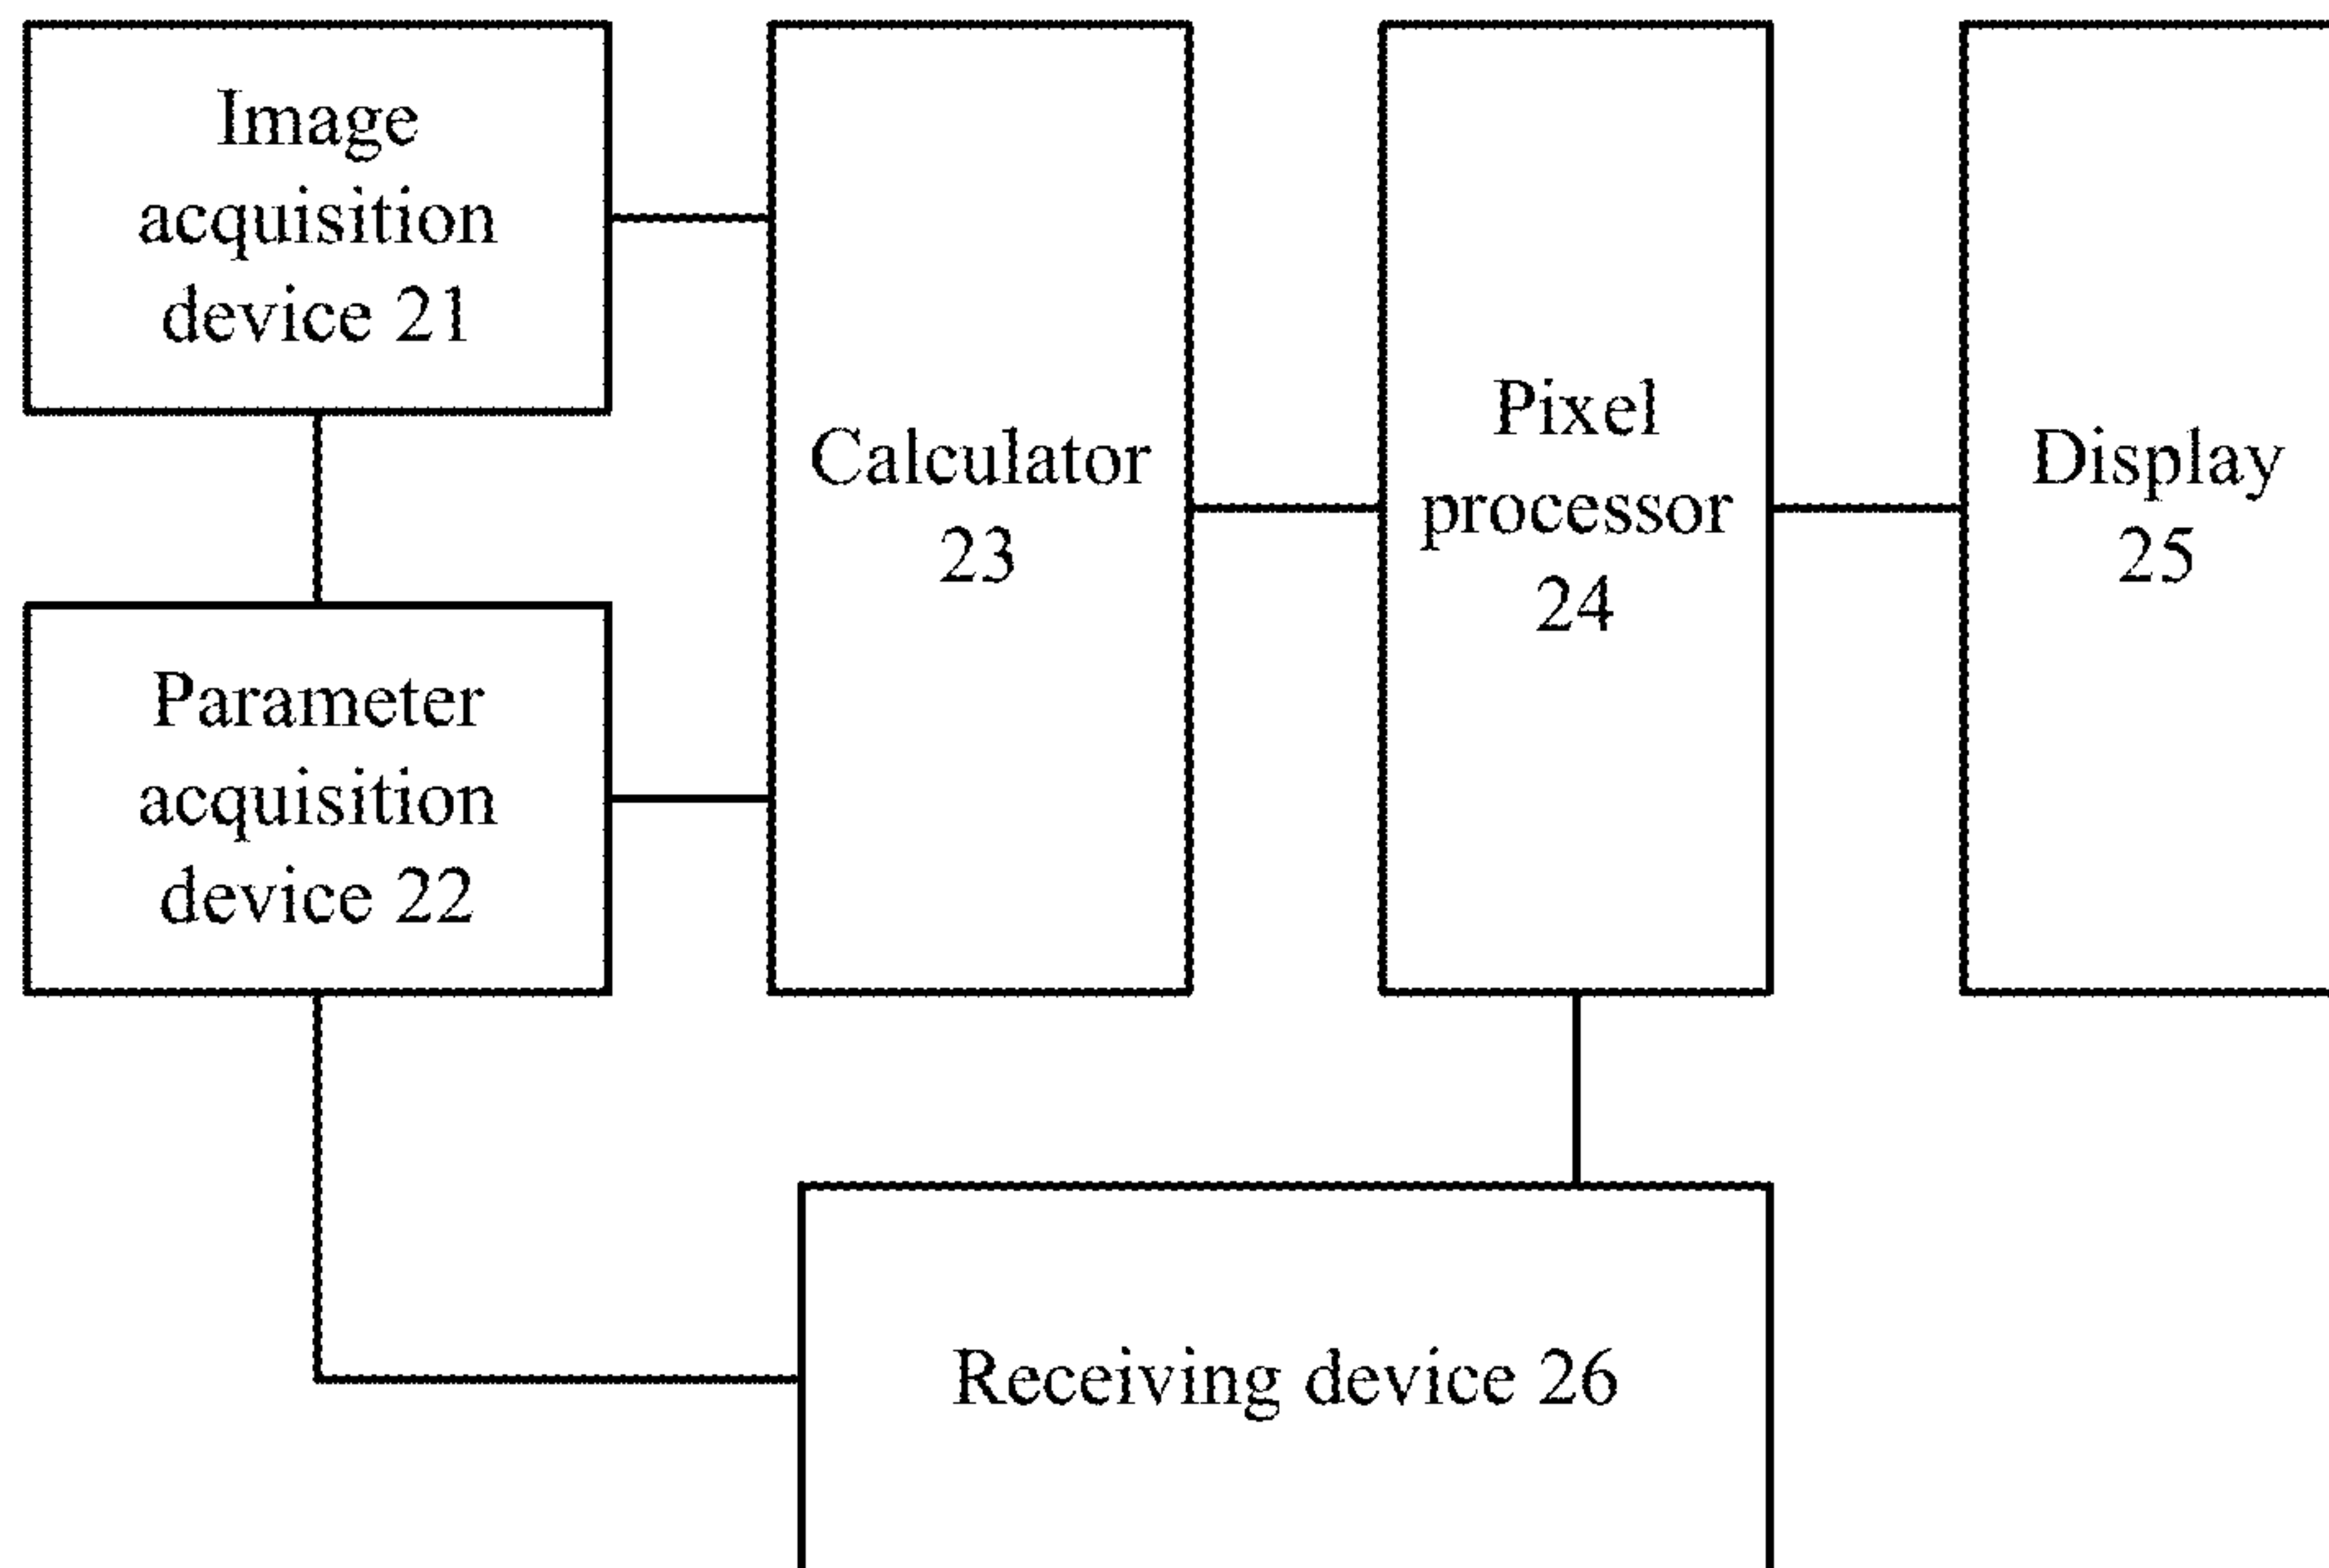 Image
acquisition
device 21
Parameter
acquisition
device 22
Calculator
23
Pixel
processor
24
Display
25
Receiving device 26